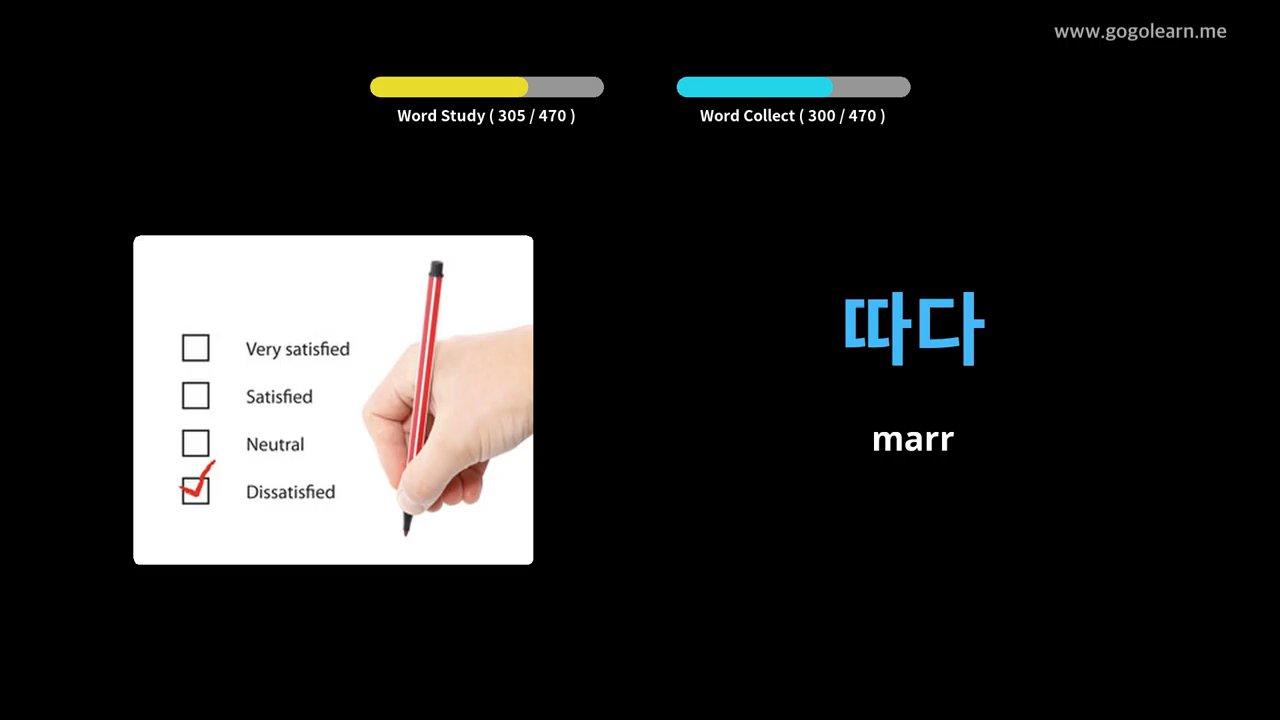 www.gogolearn.me
Word Study ( 305 / 470 )
Word Collect ( 300 / 470 )
Very satisfied
Satisfied
Neutral
Dissatisfied
따다
marr